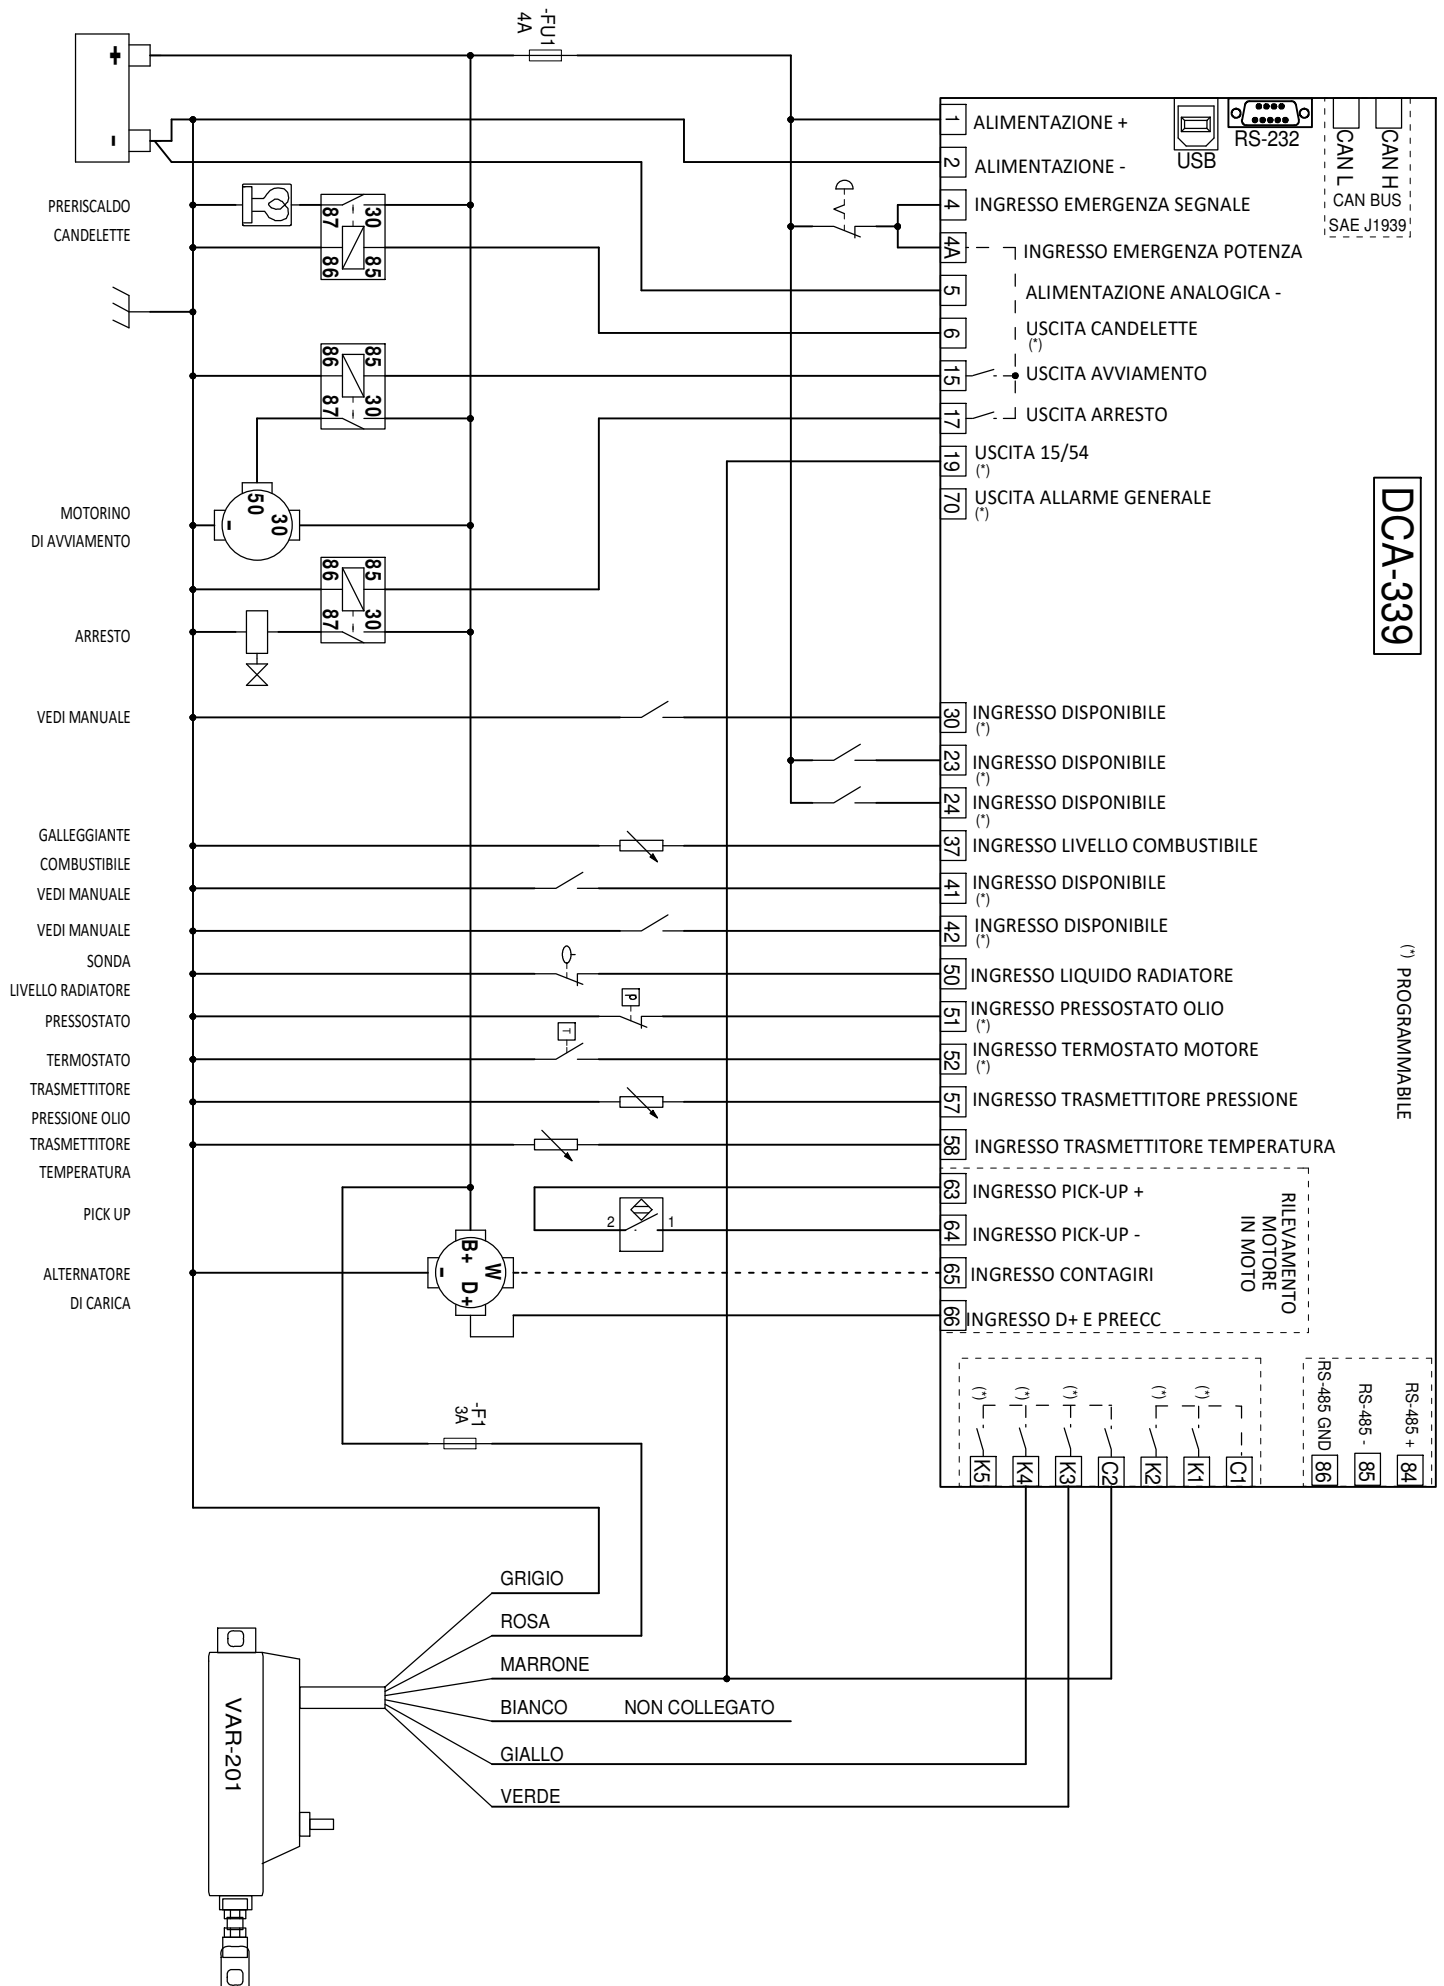 -FU1
4A
+
-
1 ALIMENTAZIONE +
2 ALIMENTAZIONE -
4 INGRESSO EMERGENZA SEGNALE
4A INGRESSO EMERGENZA POTENZA
5 ALIMENTAZIONE ANALOGICA -
6 USCITA CANDELETTE
(*)
15 USCITA AVVIAMENTO
17 USCITA ARRESTO
19 USCITA 15/54
(*)
70 USCITA ALLARME GENERALE
(*)
USB
RS-232
CAN L
CAN H
CAN BUS
SAE J1939
DCA-339
PRERISCALDO
CANDELETTE
87 30
86 85
86 85
87 30
50
30
-
MOTORINO
DI AVVIAMENTO
86 85
87 30
ARRESTO
VEDI MANUALE
30 INGRESSO DISPONIBILE
(*)
23 INGRESSO DISPONIBILE
(*)
24 INGRESSO DISPONIBILE
(*)
GALLEGGIANTE
COMBUSTIBILE
37 INGRESSO LIVELLO COMBUSTIBILE
VEDI MANUALE
41 INGRESSO DISPONIBILE
(*)
VEDI MANUALE
42 INGRESSO DISPONIBILE
(*)
SONDA
LIVELLO RADIATORE
50 INGRESSO LIQUIDO RADIATORE
PRESSOSTATO
P
51 INGRESSO PRESSOSTATO OLIO
(*)
TERMOSTATO
T
52 INGRESSO TERMOSTATO MOTORE
(*)
TRASMETTITORE
PRESSIONE OLIO
57 INGRESSO TRASMETTITORE PRESSIONE
TRASMETTITORE
TEMPERATURA
58 INGRESSO TRASMETTITORE TEMPERATURA
(*) PROGRAMMABILE
PICK UP
2
1
63 INGRESSO PICK-UP +
64 INGRESSO PICK-UP -
65 INGRESSO CONTAGIRI
66 INGRESSO D+ E PREECC
RILEVAMENTO
MOTORE
IN MOTO
ALTERNATORE
DI CARICA
B+
W
D+
-
-F1
3A
(*)
(*)
(*)
(*)
(*)
K5
K4
K3
C2
K2
K1
C1
RS-485 GND
RS-485 -
RS-485 +
86
85
84
GRIGIO
ROSA
MARRONE
BIANCO NON COLLEGATO
GIALLO
VERDE
VAR-201